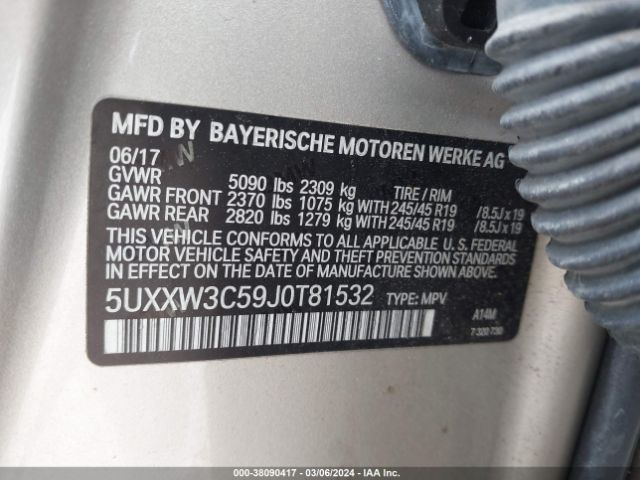 MFD BY BAYERISCHE MOTOREN WERKE AG
06/17
GVWR 5090 lbs 2309 kg TIRE / RIM
GAWR FRONT 2370 lbs 1075 kg WITH 245/45 R19 /8.5J x 19
GAWR REAR 2820 lbs 1279 kg WITH 245/45 R19 /8.5J x 19
THIS VEHICLE CONFORMS TO ALL APPLICABLE U. S. FEDERAL
MOTOR VEHICLE SAFETY AND THEFT PREVENTION
STANDARDS IN EFFECT ON THE DATE OF MANUFACTURE
5UXXW3C59J0T81532 TYPE: MPV
A14M
7 320 730
000-38090417 - 03/06/2024 - IAA Inc.